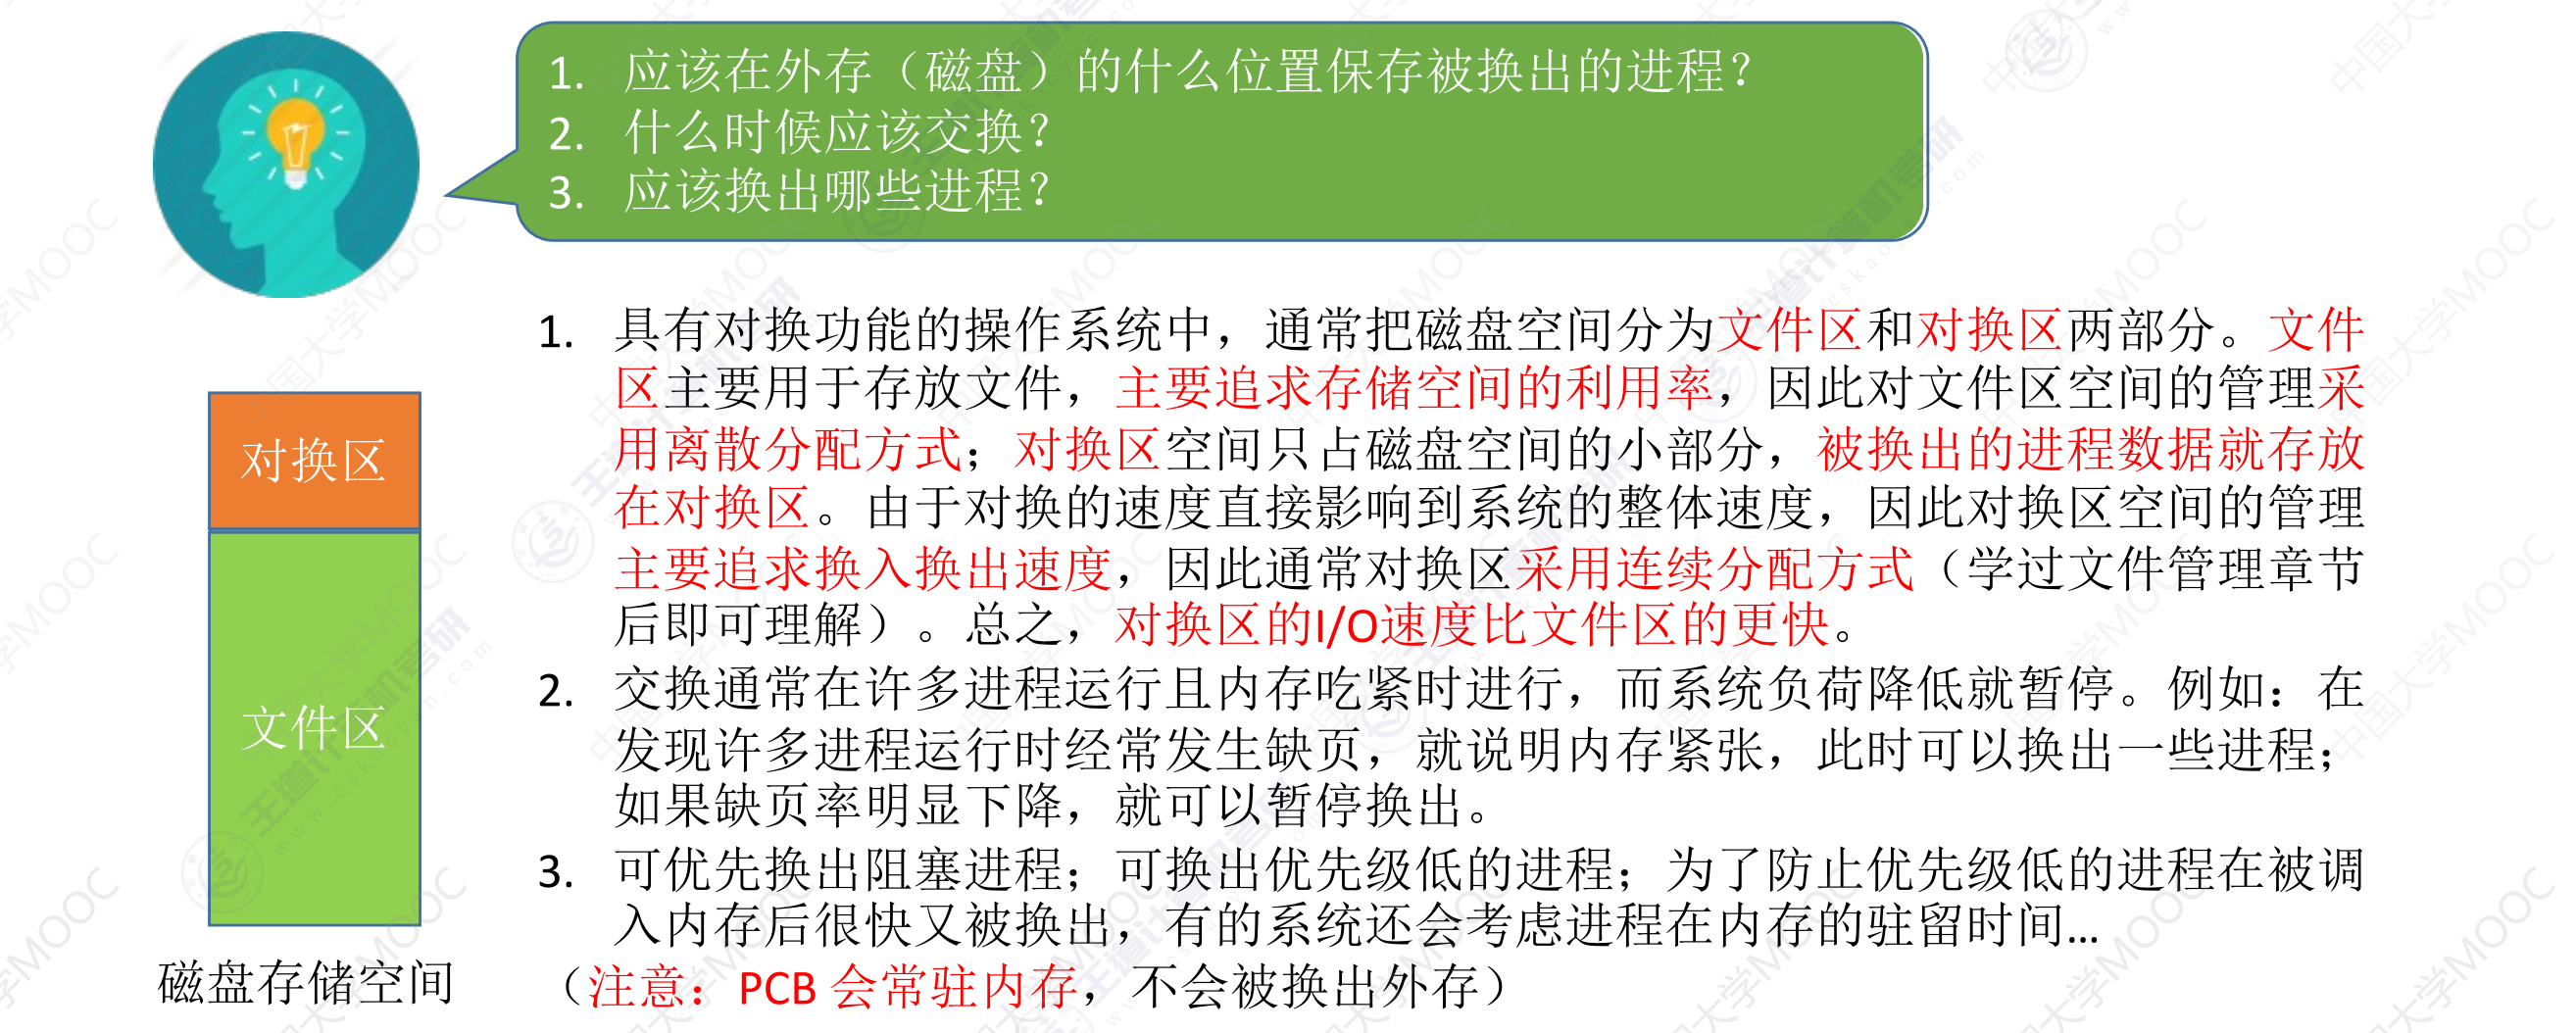 1. 应该在外存（磁盘）的什么位置保存被换出的进程？
2. 什么时候应该交换？
3. 应该换出哪些进程？
1. 具有对换功能的操作系统中，通常把磁盘空间分为文件区和对换区两部分。文件
区主要用于存放文件，主要追求存储空间的利用率，因此对文件区空间的管理采
用离散分配方式；对换区空间只占磁盘空间的小部分，被换出的进程数据就存放
在对换区。由于对换的速度直接影响到系统的整体速度，因此对换区空间的管理
主要追求换入换出速度，因此通常对换区采用连续分配方式（学过文件管理章节
后即可理解）。总之，对换区的I/O速度比文件区的更快。
2. 交换通常在许多进程运行且内存吃紧时进行，而系统负荷降低就暂停。例如：在
发现许多进程运行时经常发生缺页，就说明内存紧张，此时可以换出一些进程；
如果缺页率明显下降，就可以暂停换出。
3. 可优先换出阻塞进程；可换出优先级低的进程；为了防止优先级低的进程在被调
入内存后很快又被换出，有的系统还会考虑进程在内存的驻留时间…
（注意：PCB 会常驻内存，不会被换出外存）
对换区
文件区
磁盘存储空间
中国大学MOOC
王道计算机考研
www.cskaoyan.com